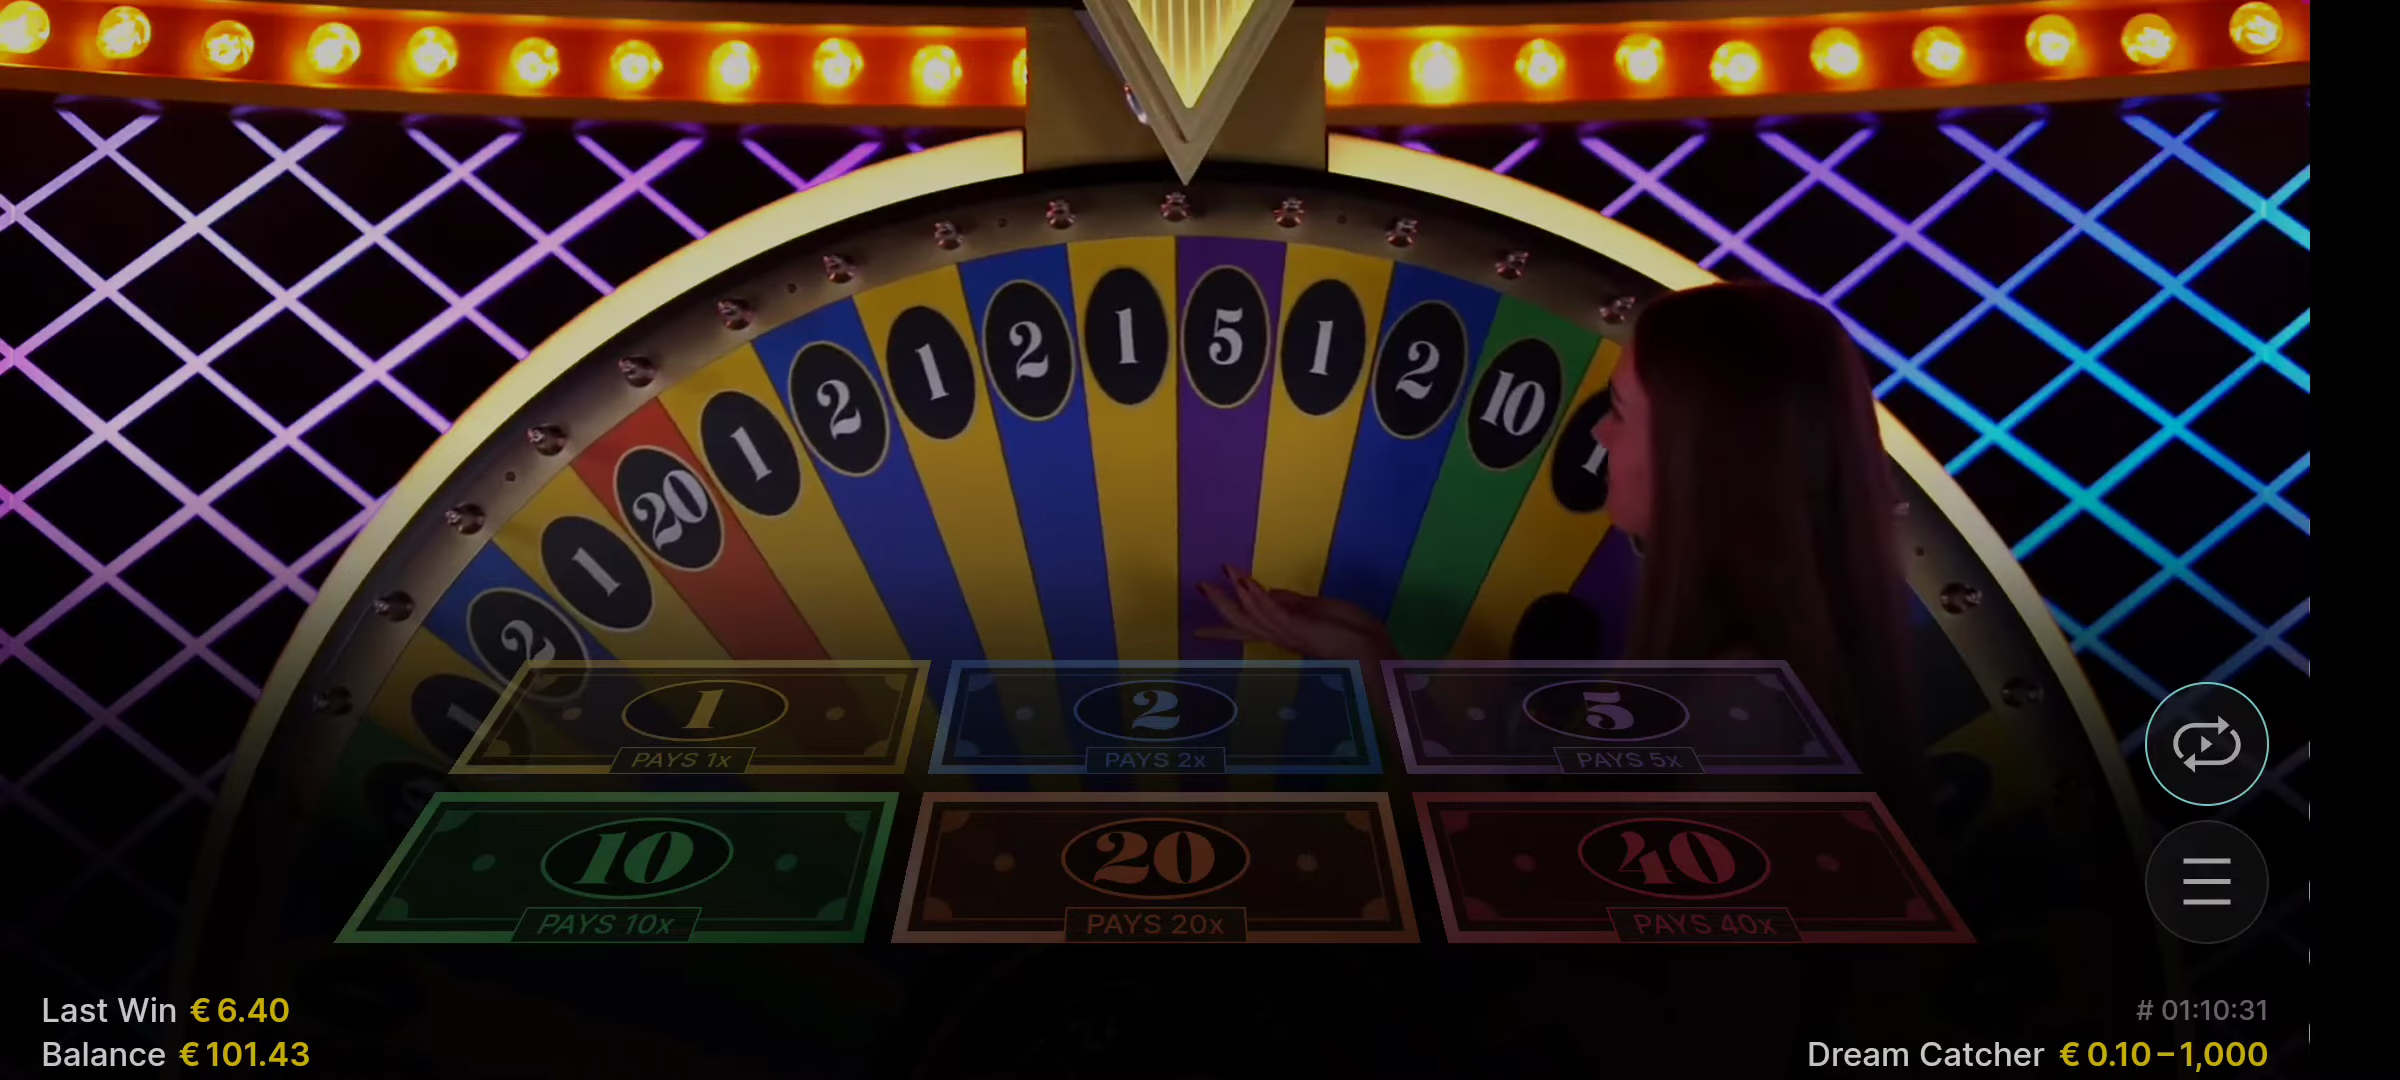 1
2
20
1
2
1
2
1
5
1
2
10
1
2
5
PAYS 1x
PAYS 2x
PAYS 5x
10
20
40
PAYS 10x
PAYS 20x
PAYS 40x
Last Win € 6.40
# 01:10:31
Balance € 101.43
Dream Catcher € 0.10 – 1,000